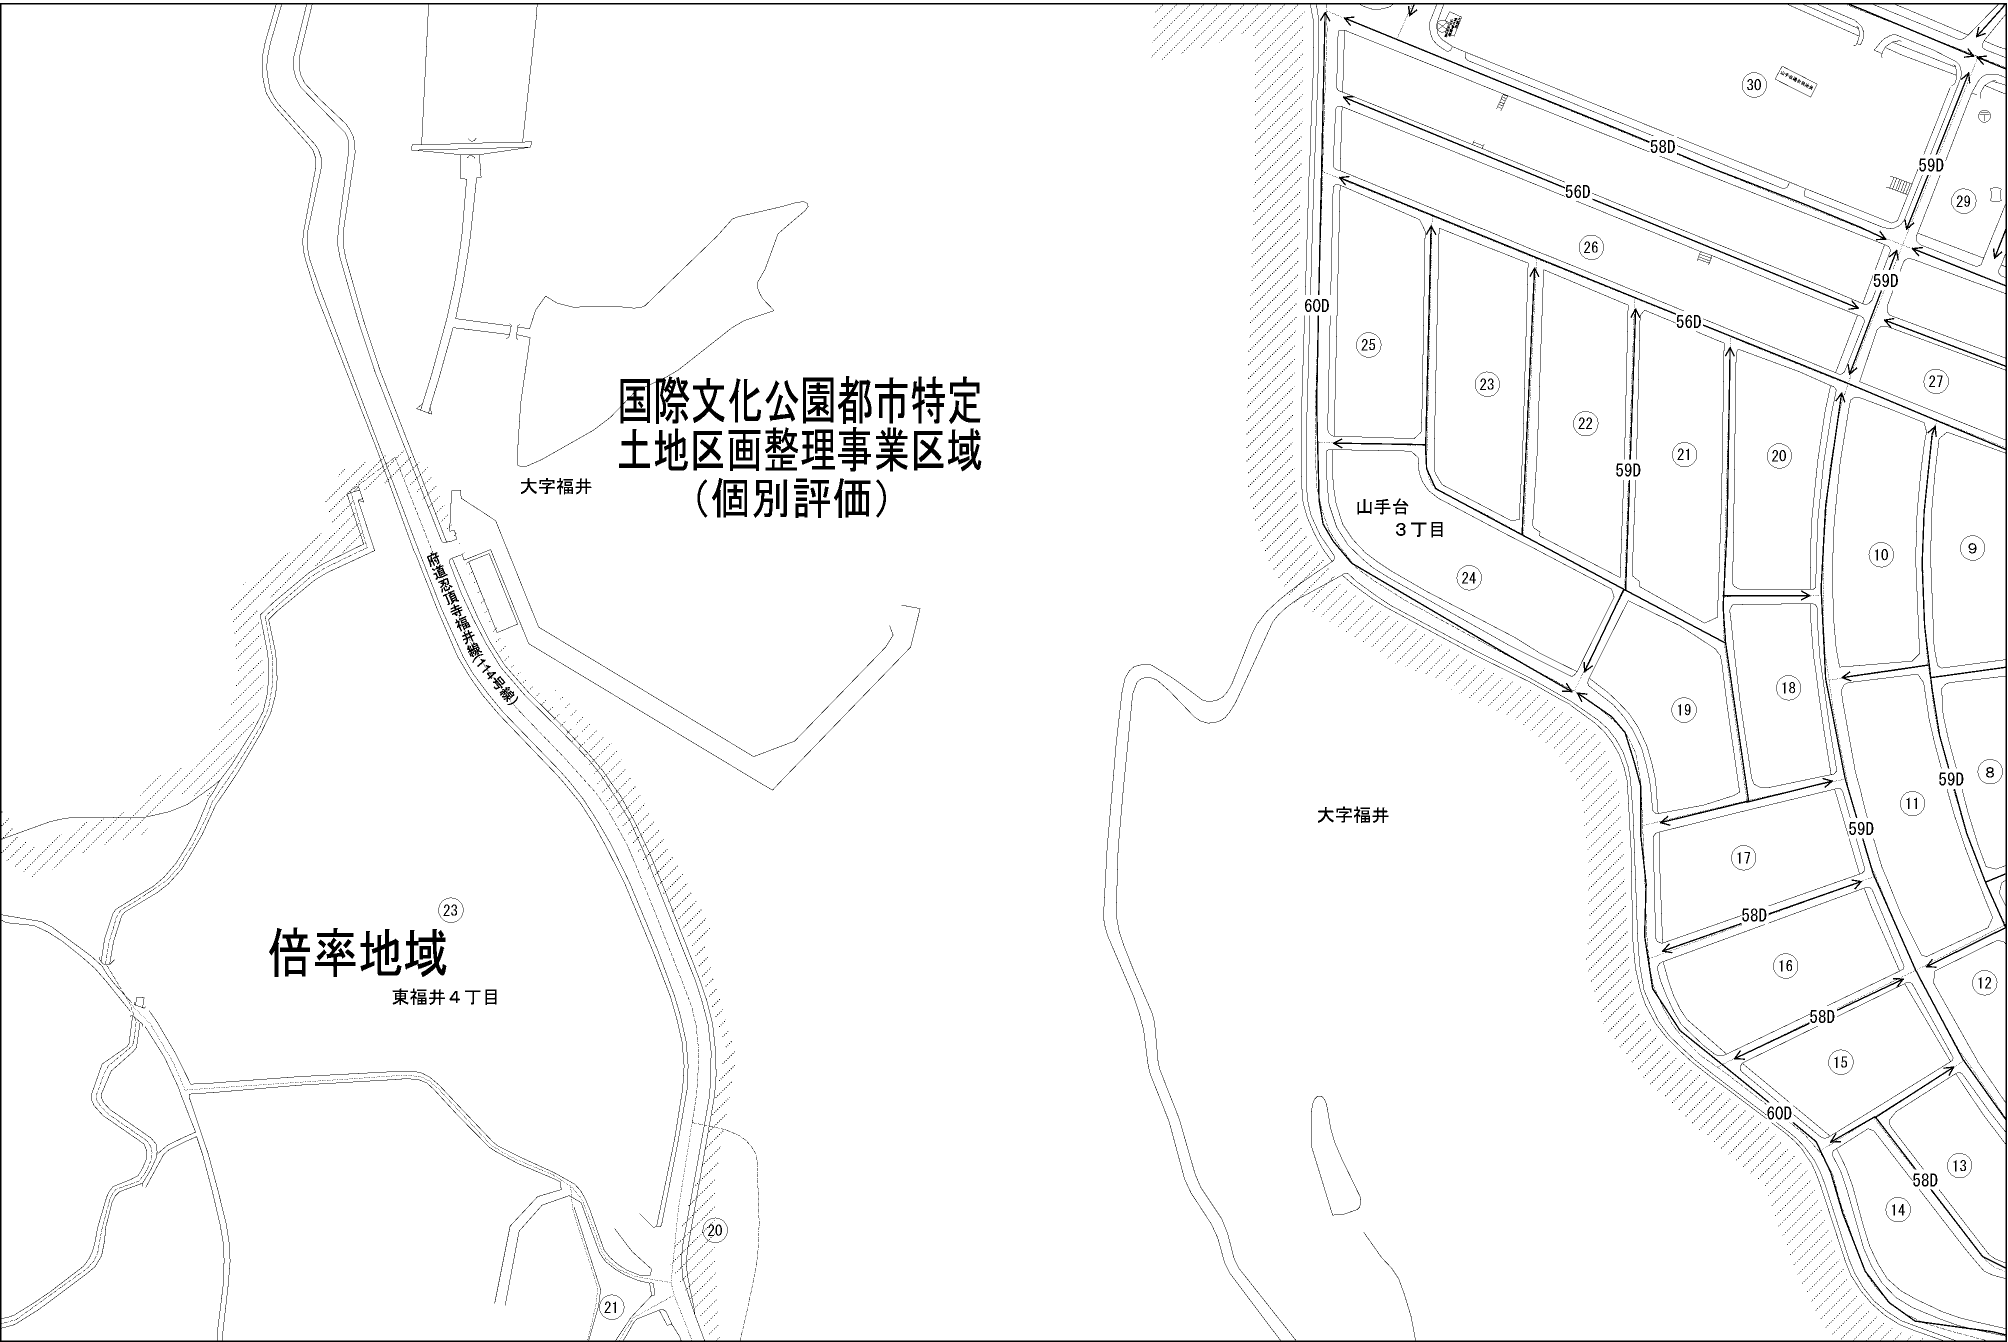 30
58D
59D
56D
29
26
59D
60D
56D
25
23
27
22
21
20
59D
国際文化公園都市特定
土地区画整理事業区域
(個別評価)
大字福井
山手台
3丁目
24
10
9
府道忍頂寺福井線(114号線)
19
18
8
59D
11
大字福井
59D
17
58D
16
12
58D
15
60D
13
58D
14
23
倍率地域
東福井4丁目
20
21